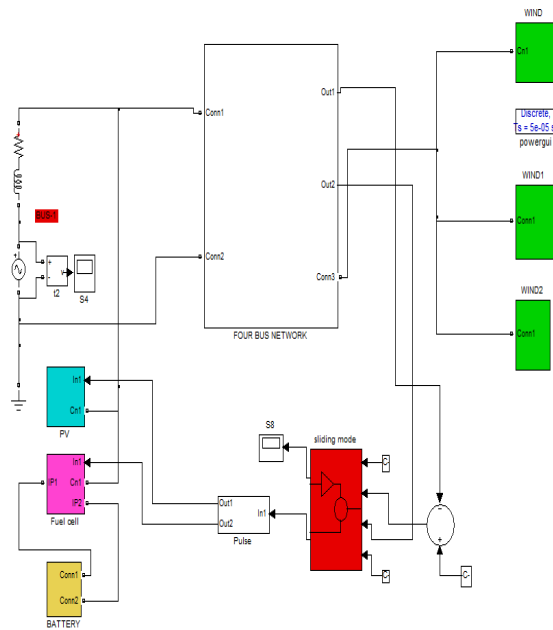 WIND
Cn1
Discrete,
Ts = 5e-05 s
powergui
WIND1
Conn1
WIND2
Conn1
Conn1
Out1
Out2
Conn2
Conn3
FOUR BUS NETWORK
BUS-1
+
-
v
t2
S4
+
In1
Cn1
PV
In1
IP1
Cn1
IP2
Fuel cell
Conn1
Conn2
BATTERY
Out1
Out2
In1
Pulse
S8
sliding mode
C-
C-
−
+
C-